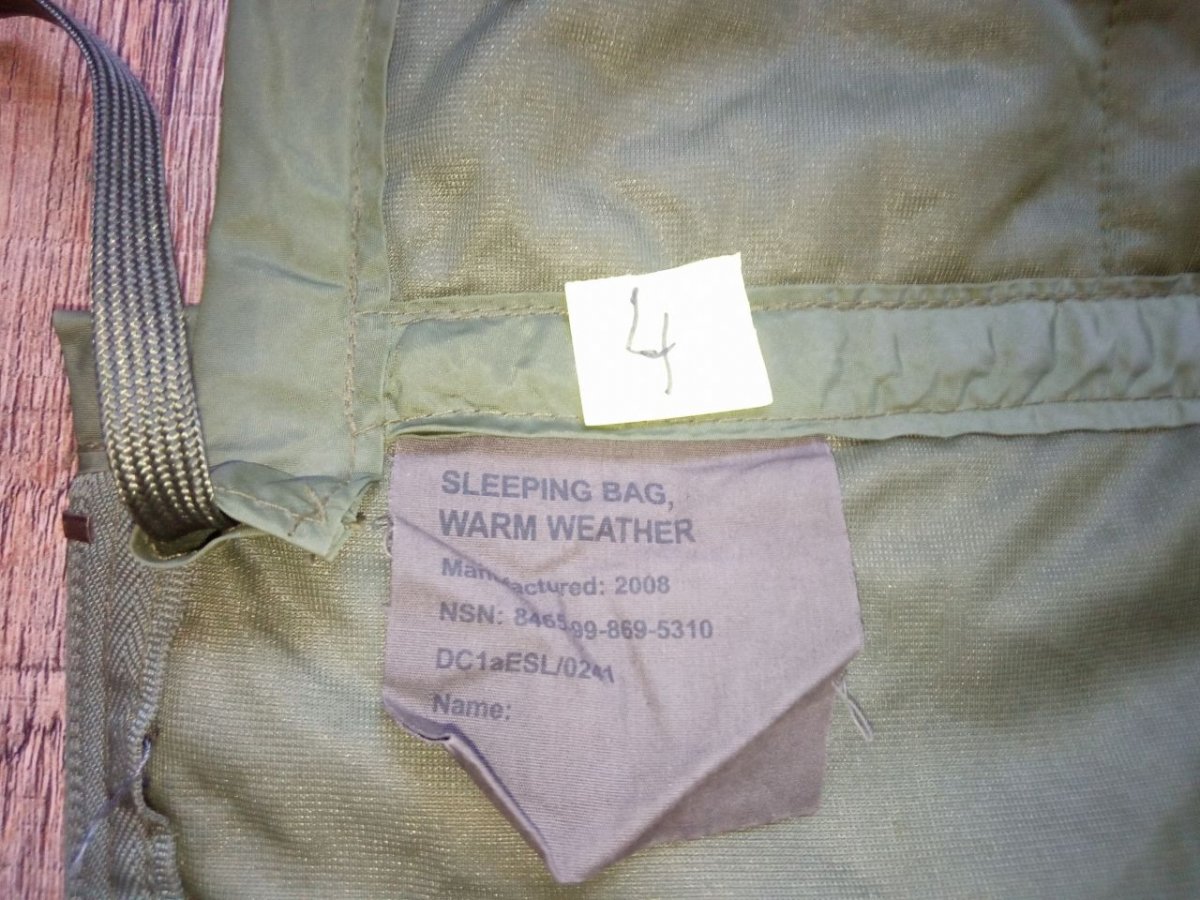 4
SLEEPING BAG,
WARM WEATHER
Manufactured: 2008
NSN: 8465-99-869-5310
DC1aESL/0241
Name: